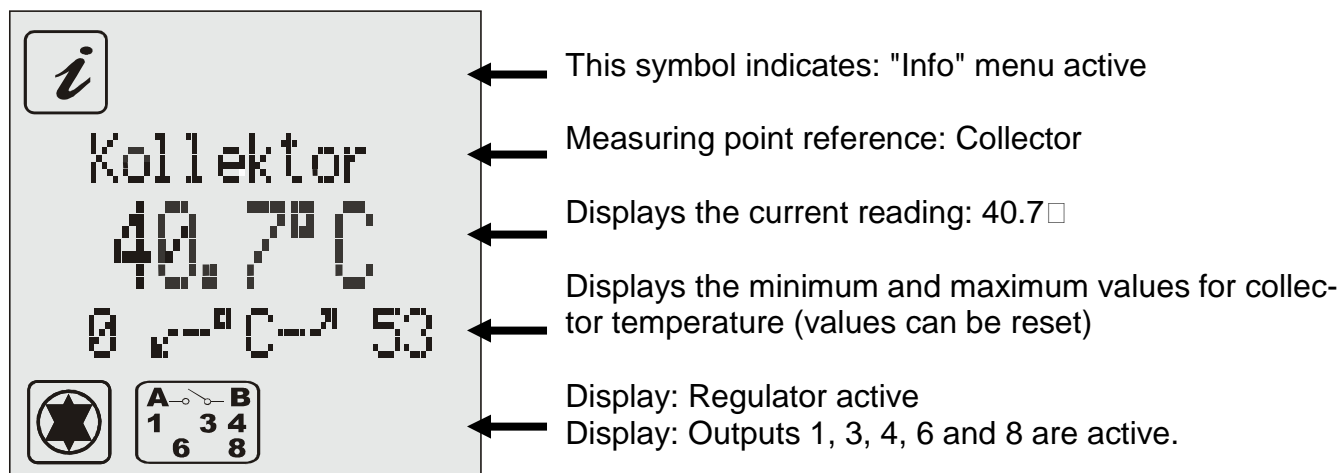 i
This symbol indicates: "Info" menu active
Kollektor
Measuring point reference: Collector
40.7°C
Displays the current reading: 40.7□
0 °C 53
Displays the minimum and maximum values for collec-
tor temperature (values can be reset)
A B
1 3 4
6 8
Display: Regulator active
Display: Outputs 1, 3, 4, 6 and 8 are active.